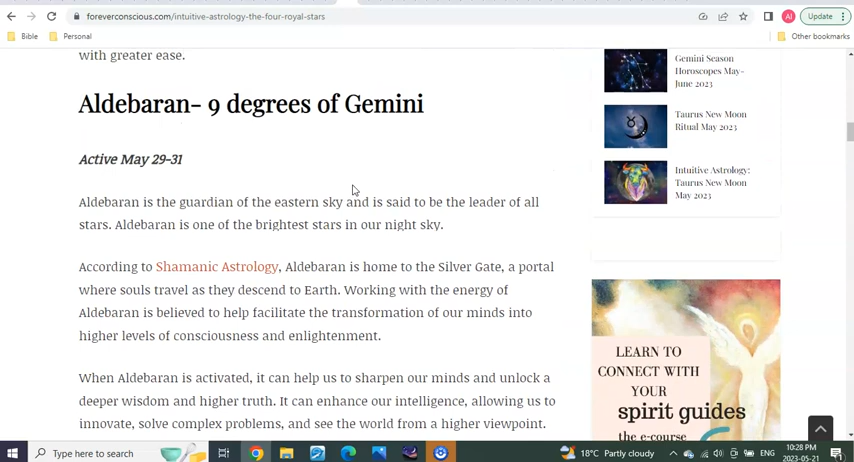 foreverconscious.com/intuitive-astrology-the-four-royal-stars
AI
Update
Bible
Personal
Other bookmarks
with greater ease.
Aldebaran- 9 degrees of Gemini
Active May 29-31
Aldebaran is the guardian of the eastern sky and is said to be the leader of all
stars. Aldebaran is one of the brightest stars in our night sky.
According to Shamanic Astrology, Aldebaran is home to the Silver Gate, a portal
where souls travel as they descend to Earth. Working with the energy of
Aldebaran is believed to help facilitate the transformation of our minds into
higher levels of consciousness and enlightenment.
When Aldebaran is activated, it can help us to sharpen our minds and unlock a
deeper wisdom and higher truth. It can enhance our intelligence, allowing us to
innovate, solve complex problems, and see the world from a higher viewpoint.
Gemini Season
Horoscopes May-
June 2023
Taurus New Moon
Ritual May 2023
Intuitive Astrology:
Taurus New Moon
May 2023
LEARN TO
CONNECT WITH
YOUR
spirit guides
the e-course
Type here to search
18°C Partly cloudy
ENG
10:28 PM
2023-05-21